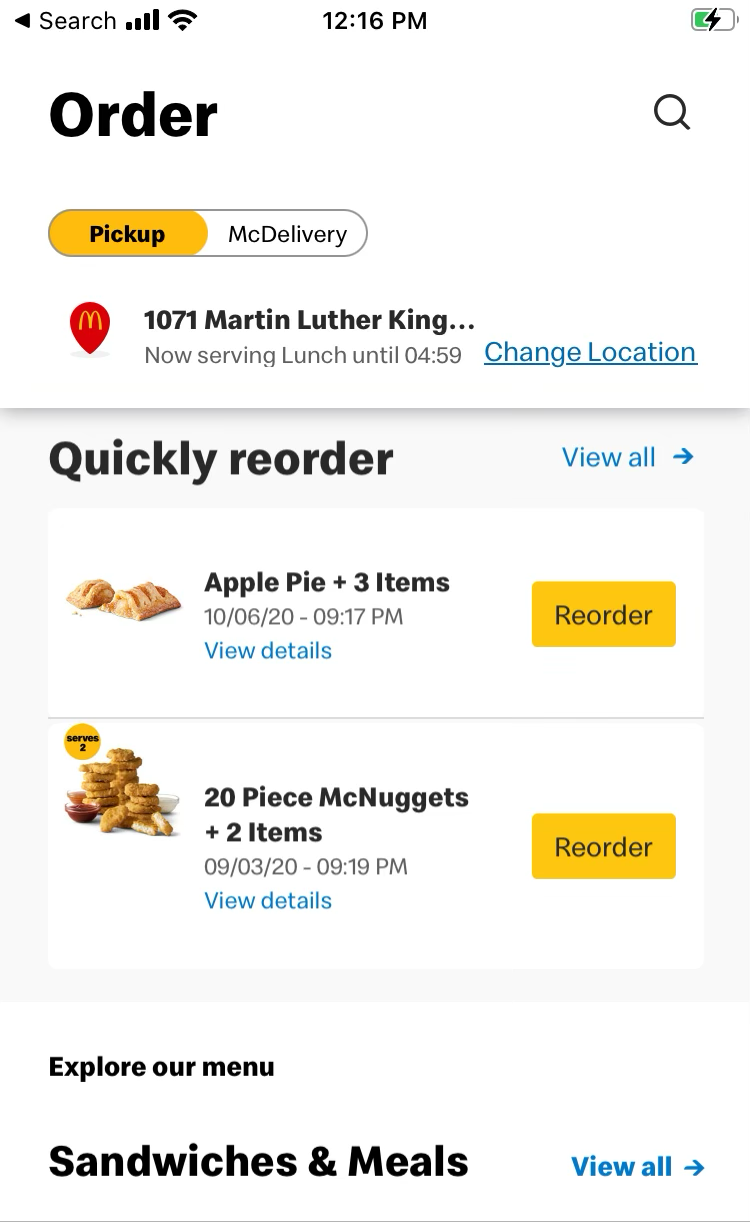 Search 12:16 PM
Order
Pickup McDelivery
1071 Martin Luther King...
Now serving Lunch until 04:59 Change Location
Quickly reorder View all
Apple Pie + 3 Items
10/06/20 - 09:17 PM
Reorder
View details
serves
2
20 Piece McNuggets
+ 2 Items
Reorder
09/03/20 - 09:19 PM
View details
Explore our menu
Sandwiches & Meals View all